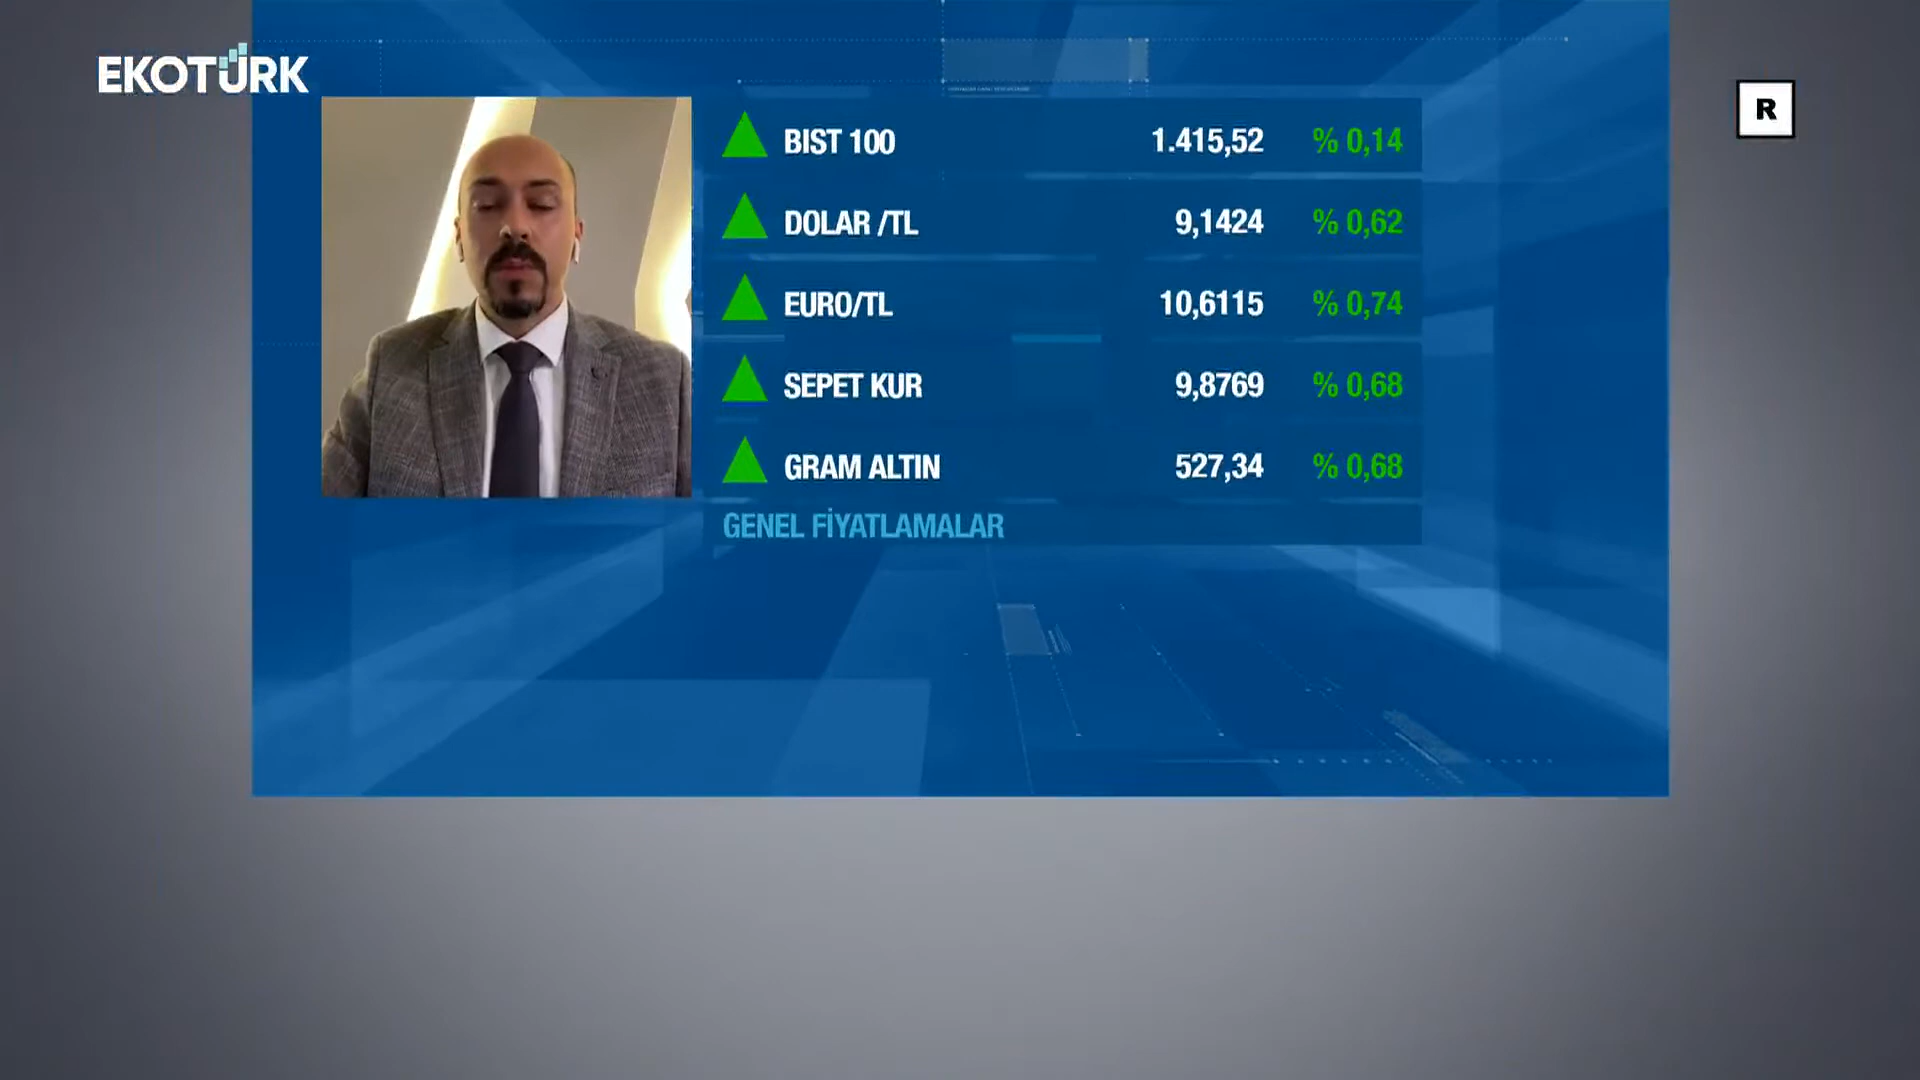 EKOTÜRK
R
BIST 100 1.415,52 % 0,14
DOLAR /TL 9,1424 % 0,62
EURO/TL 10,6115 % 0,74
SEPET KUR 9,8769 % 0,68
GRAM ALTIN 527,34 % 0,68
GENEL FİYATLAMALAR